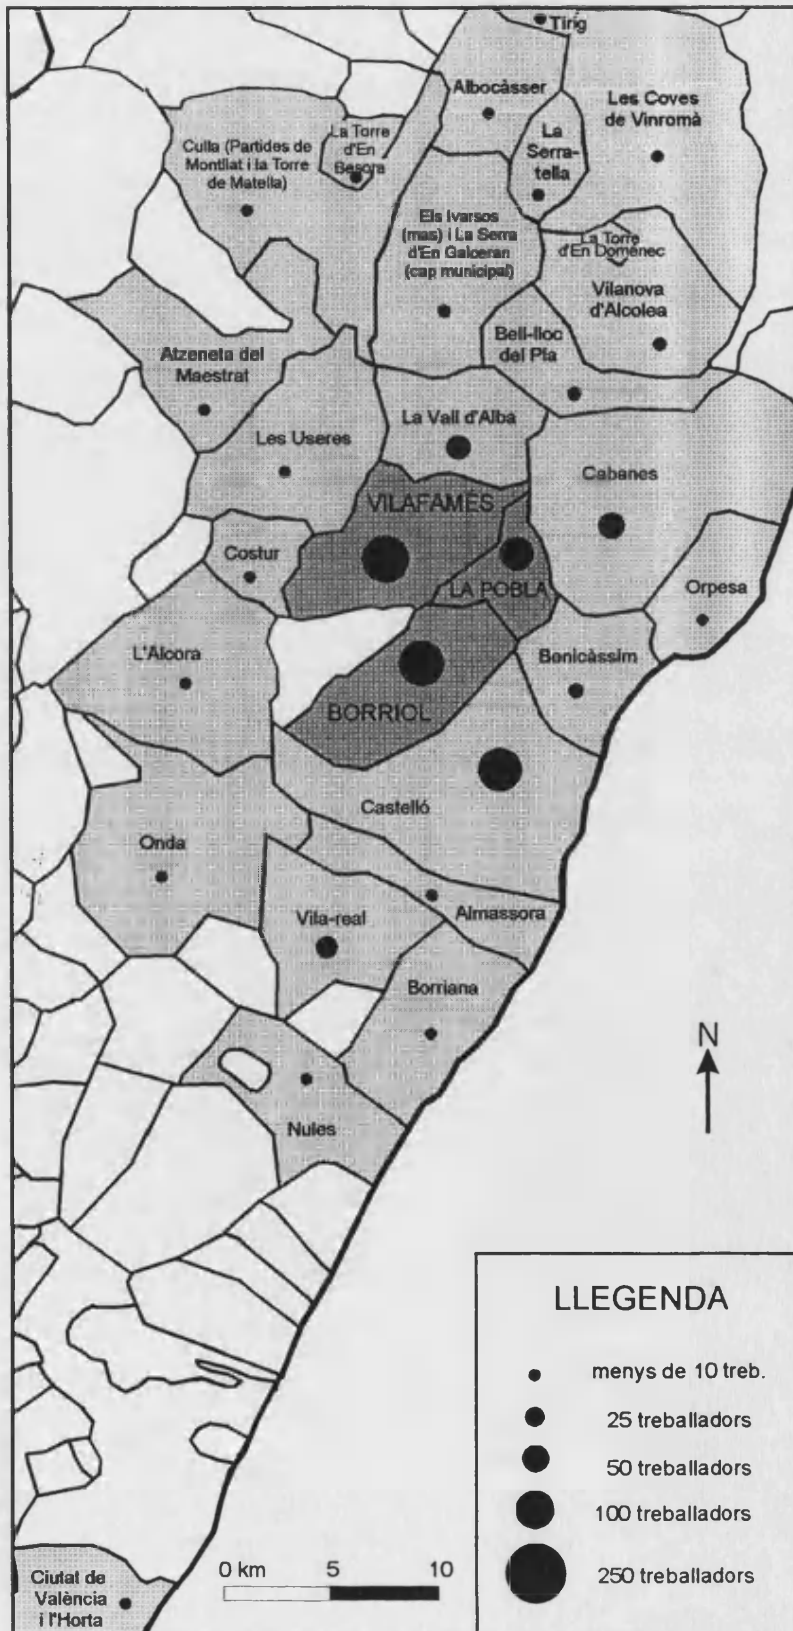 Tírig
Albocàsser
Les Coves
de Vinromà
La Torre
d'En
Besora
Culla (Partides de
Montllat i la Torre
de Matella)
La
Serra-
tella
Els Ivarsos
(mas) i La Serra
d'En Galceran
(cap municipal)
La Torre
d'En Domènec
Vilanova
d'Alcolea
Bell-lloc
del Pla
Atzeneta del
Maestrat
La Vall d'Alba
Les Useres
Cabanes
VILAFAMÉS
Costur
LA POBLA
Orpesa
L'Alcora
Benicàssim
BORRIOL
Castelló
Onda
Vila-real
Almassora
Borriana
N
Nules
LLEGENDA
menys de 10 treb.
25 treballadors
50 treballadors
100 treballadors
250 treballadors
0 km 5 10
Ciutat de
València
i l'Horta